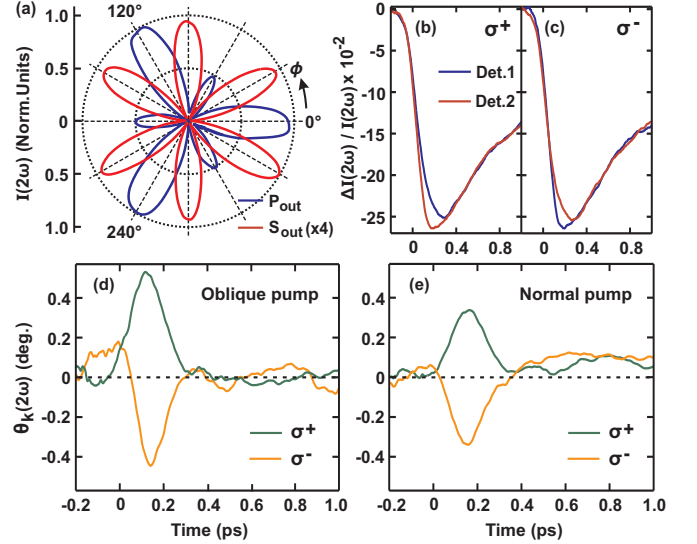 (a)
120°
I(2ω) (Norm.Units)
1.0
0.5
0
0.5
1.0
ϕ
0°
240°
Pout
Sout (x4)
ΔI(2ω) / I(2ω) x 10-2
0
-5
-10
-15
-20
-25
(b) σ+
(c) σ-
Det.1
Det.2
0 0.4 0.8
0 0.4 0.8
θk(2ω) (deg.)
(d) Oblique pump
0.4
0.2
0
-0.2
-0.4
σ+
σ-
-0.2 0 0.2 0.4 0.6 0.8 1.0
Time (ps)
(e) Normal pump
0.4
0.2
0
-0.2
-0.4
σ+
σ-
-0.2 0 0.2 0.4 0.6 0.8 1.0
Time (ps)